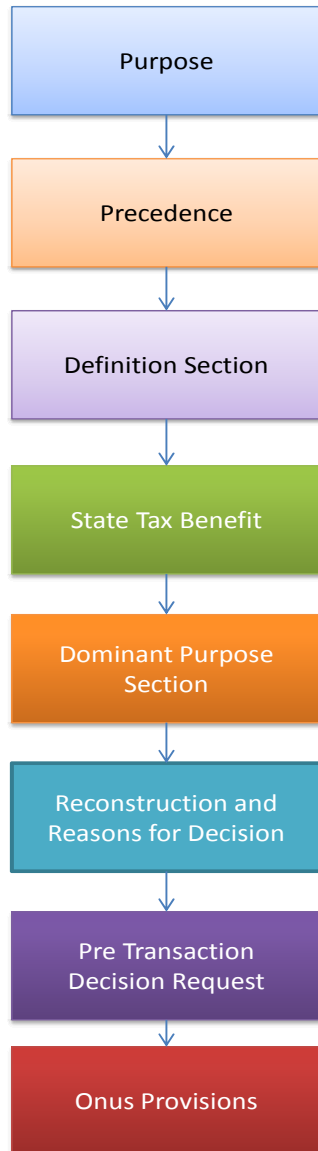 Purpose
Precedence
Definition Section
State Tax Benefit
Dominant Purpose
Section
Reconstruction and
Reasons for Decision
Pre Transaction
Decision Request
Onus Provisions